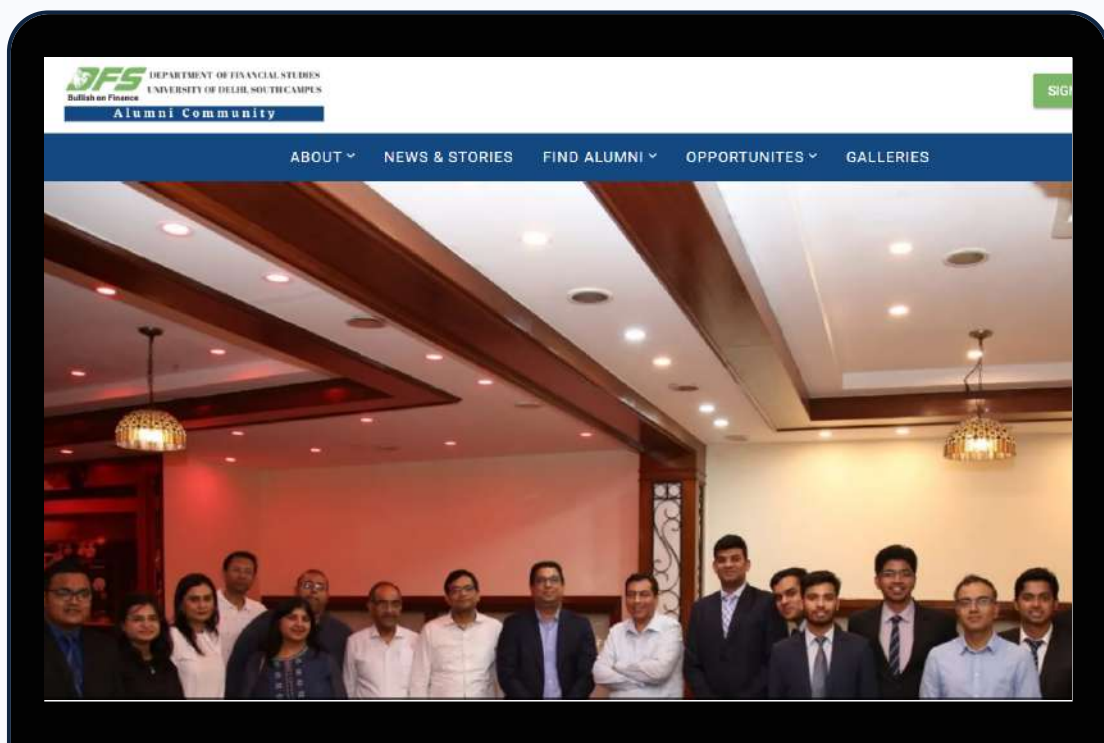 DFS
DEPARTMENT OF FINANCIAL STUDIES
UNIVERSITY OF DELHI, SOUTH CAMPUS
Bullish on Finance
Alumni Community
ABOUT NEWS & STORIES FIND ALUMNI OPPORTUNITES GALLERIES